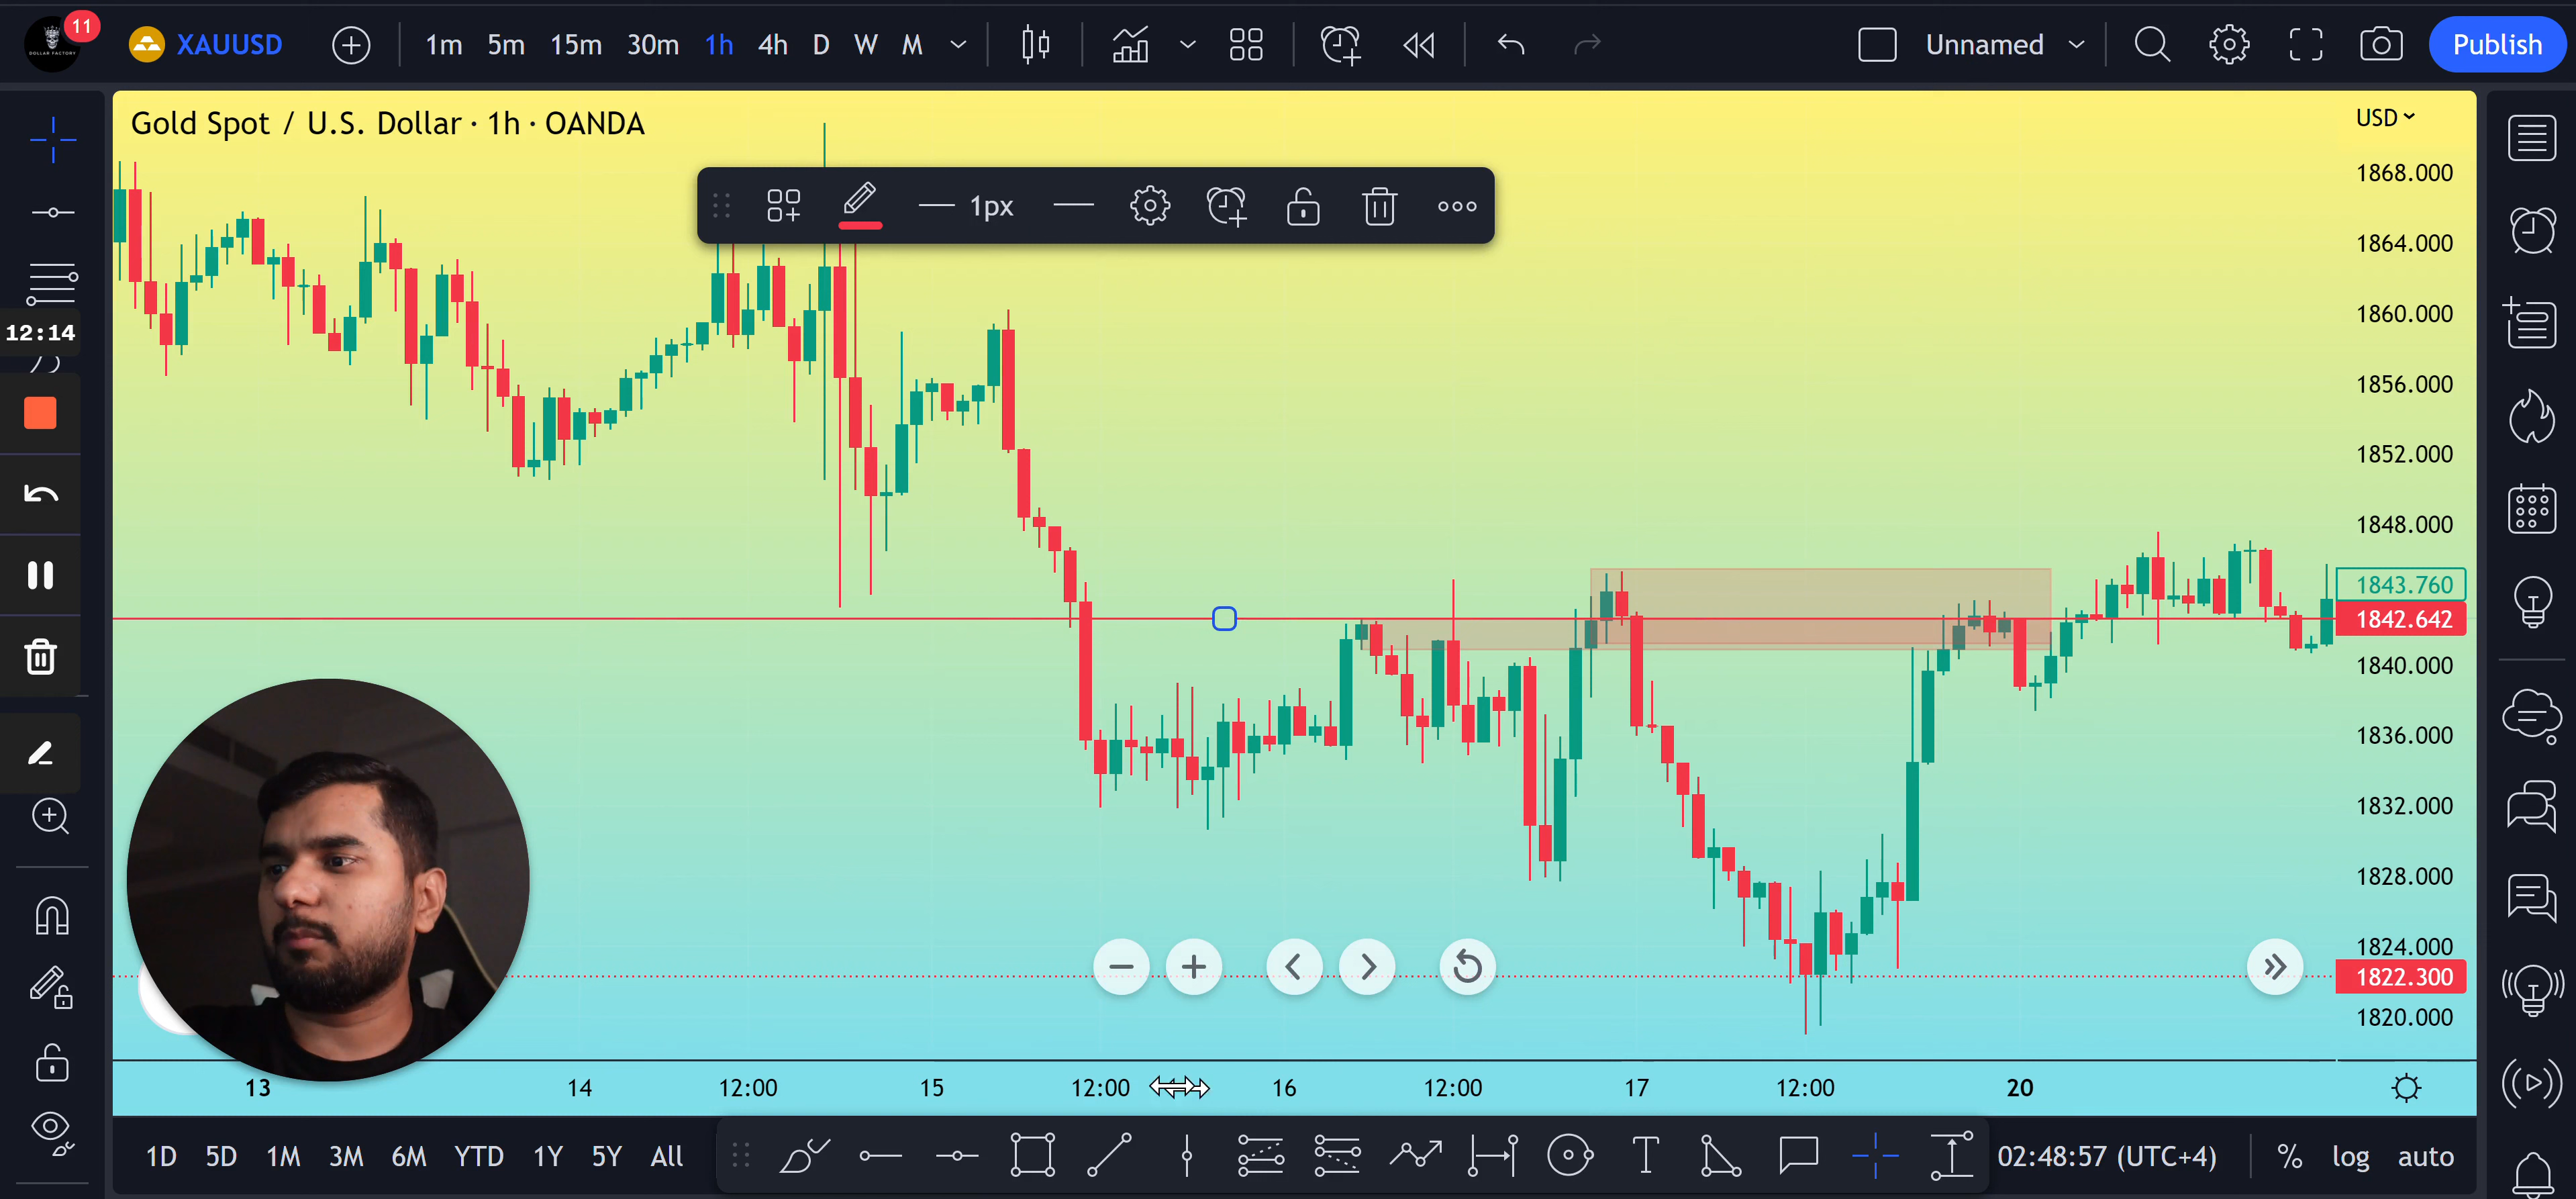 11
DOLLAR FACTORY
XAUUSD
1m 5m 15m 30m 1h 4h D W M
Unnamed
Publish
Gold Spot / U.S. Dollar · 1h · OANDA
USD
1px
1868.000
1864.000
1860.000
1856.000
1852.000
1848.000
1843.760
1842.642
1840.000
1836.000
1832.000
1828.000
1824.000
1822.300
1820.000
12:14
13 14 12:00 15 12:00 16 12:00 17 12:00 20
1D 5D 1M 3M 6M YTD 1Y 5Y All
T
02:48:57 (UTC+4)
% log auto